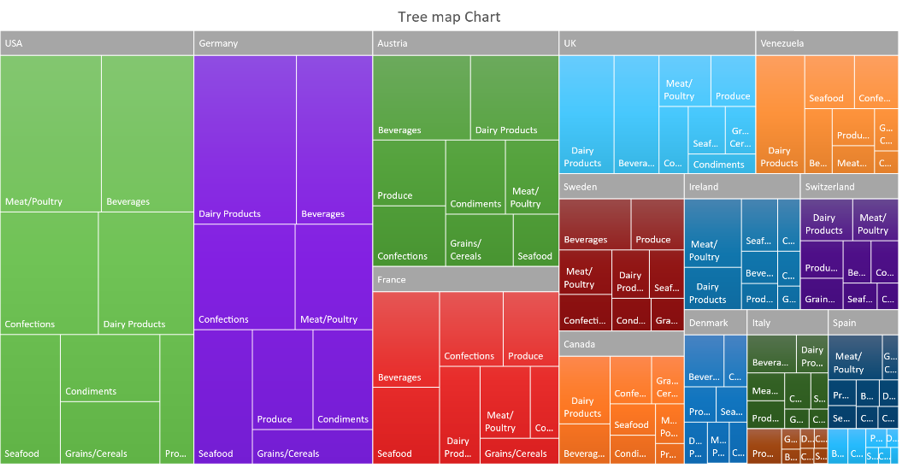 Tree map Chart
USA
Meat/Poultry
Beverages
Confections
Dairy Products
Seafood
Condiments
Grains/Cereals
Pro...
Germany
Dairy Products
Beverages
Confections
Meat/Poultry
Seafood
Produce
Condiments
Grains/Cereals
Austria
Beverages
Dairy Products
Produce
Condiments
Meat/
Poultry
Confections
Grains/
Cereals
Seafood
France
Beverages
Confections
Produce
Seafood
Dairy
Prod...
Meat/
Poultry
Co...
Grains/Cereals
UK
Dairy
Products
Bevera...
Meat/
Poultry
Produce
Co...
Seaf...
Gr...
Cer...
Condiments
Venezuela
Dairy
Products
Seafood
Confe...
Be...
Produ...
G...
C...
Meat...
C...
Sweden
Beverages
Produce
Meat/
Poultry
Dairy
Prod...
Seaf...
Confecti...
Cond...
Gra...
Canada
Dairy
Products
Confe...
Gra...
Cer...
Seafood
M...
Po...
Beverag...
Condi...
Pro...
Ireland
Meat/
Poultry
Seaf...
C...
Beve...
C...
Dairy
Products
Prod...
G...
Switzerland
Dairy
Products
Meat/
Poultry
Produ...
Be...
Co...
Grain...
Seaf...
C...
Denmark
Bever...
C...
Pro...
Sea...
D...
P...
M...
P...
C...
Italy
Bevera...
Dairy
Pro...
Mea...
C...
S...
Prod...
G...
C...
Spain
Meat/
Poultry
G...
C...
Pr...
B...
D...
Se...
C...
C...
Pro...
G...
D...
C...
B...
C...
S...
B...
C...
P...
D...
S...
C...